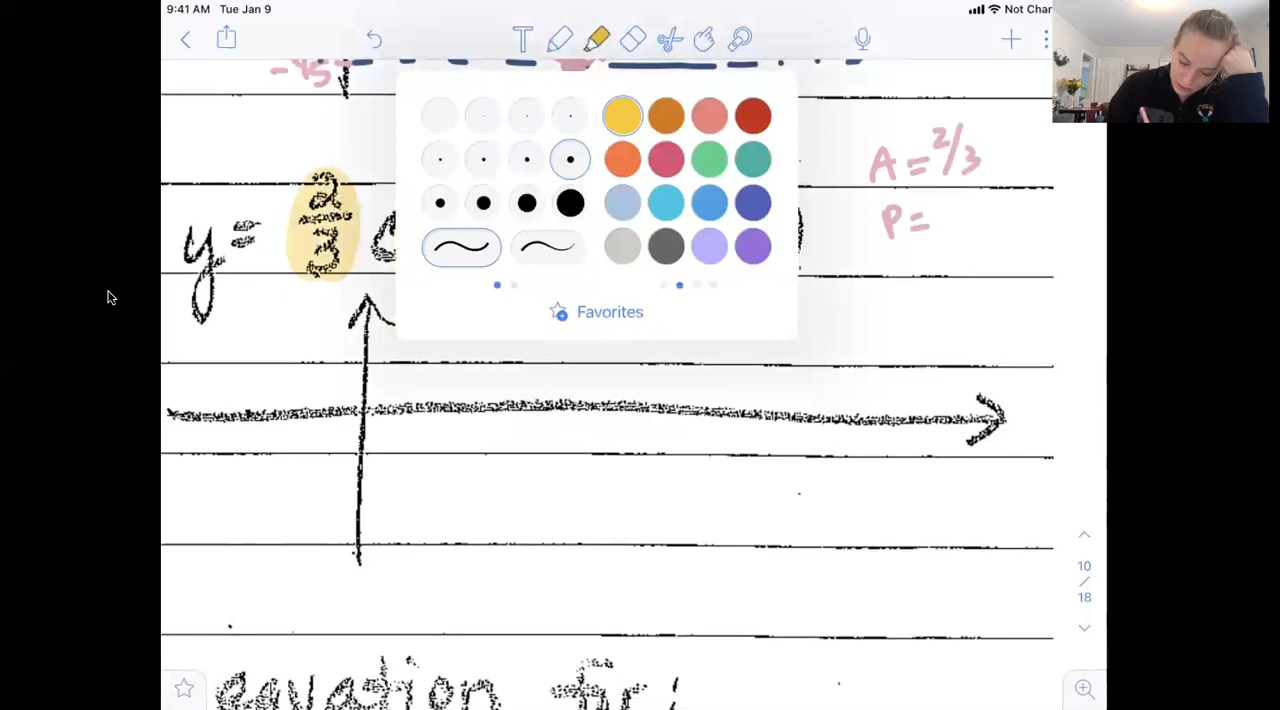 9:41 AM Tue Jan 9
Not Char
-45
A = 2/3
y = 2/3
P =
Favorites
10
/
18
equation for